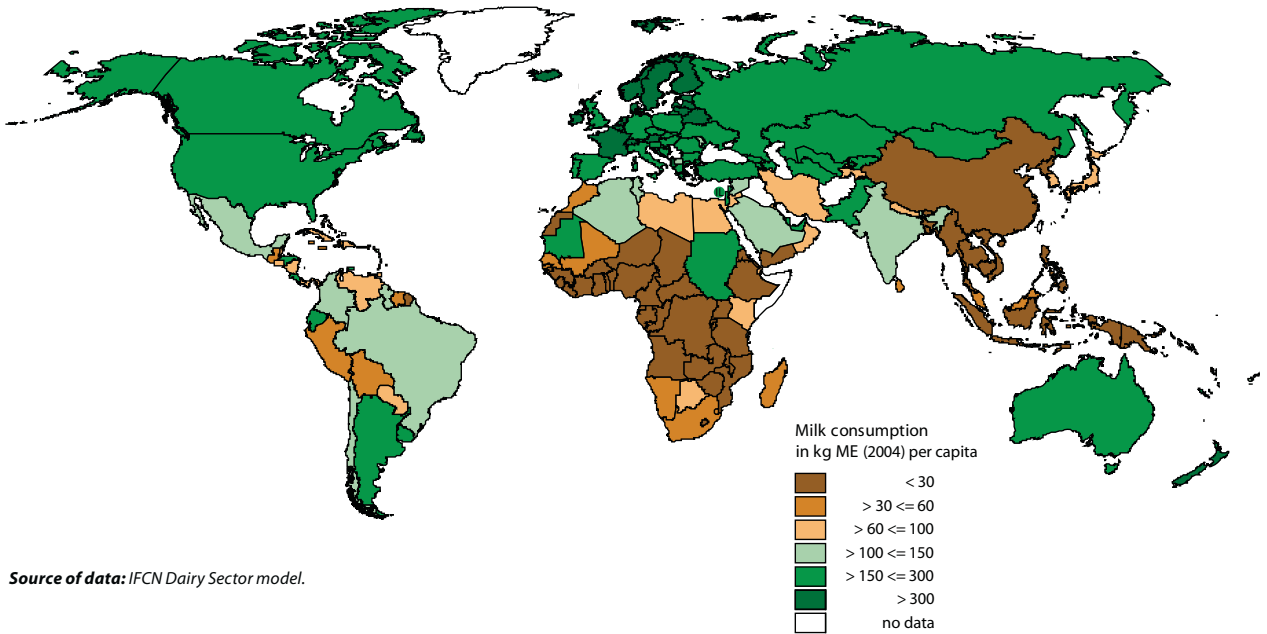 IL
Milk consumption
in kg ME (2004) per capita
< 30
> 30 <= 60
> 60 <= 100
> 100 <= 150
> 150 <= 300
> 300
no data
Source of data: IFCN Dairy Sector model.